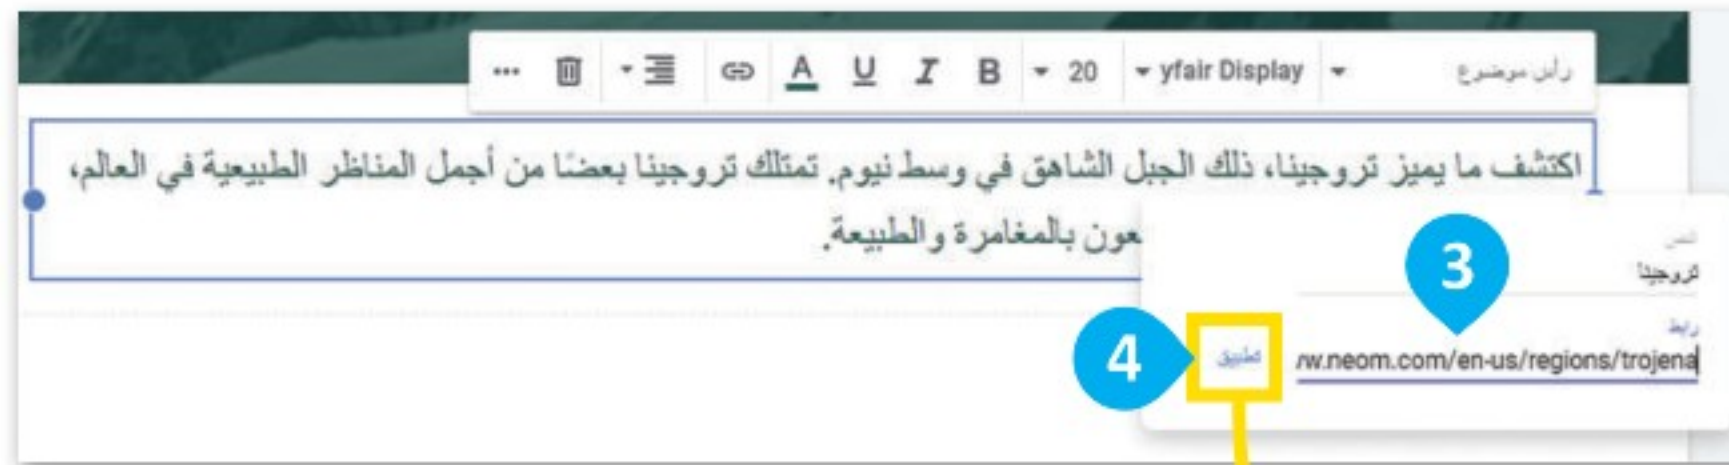 رأس موضوع yfair Display 20 B I U A
اكتشف ما يميز تروجينا، ذلك الجبل الشاهق في وسط نيوم. تمتلك تروجينا بعضًا من أجمل المناظر الطبيعية في العالم،
عون بالمغامرة والطبيعة.
النص
تروجينا
3
رابط
w.neom.com/en-us/regions/trojena
تطبيق
4